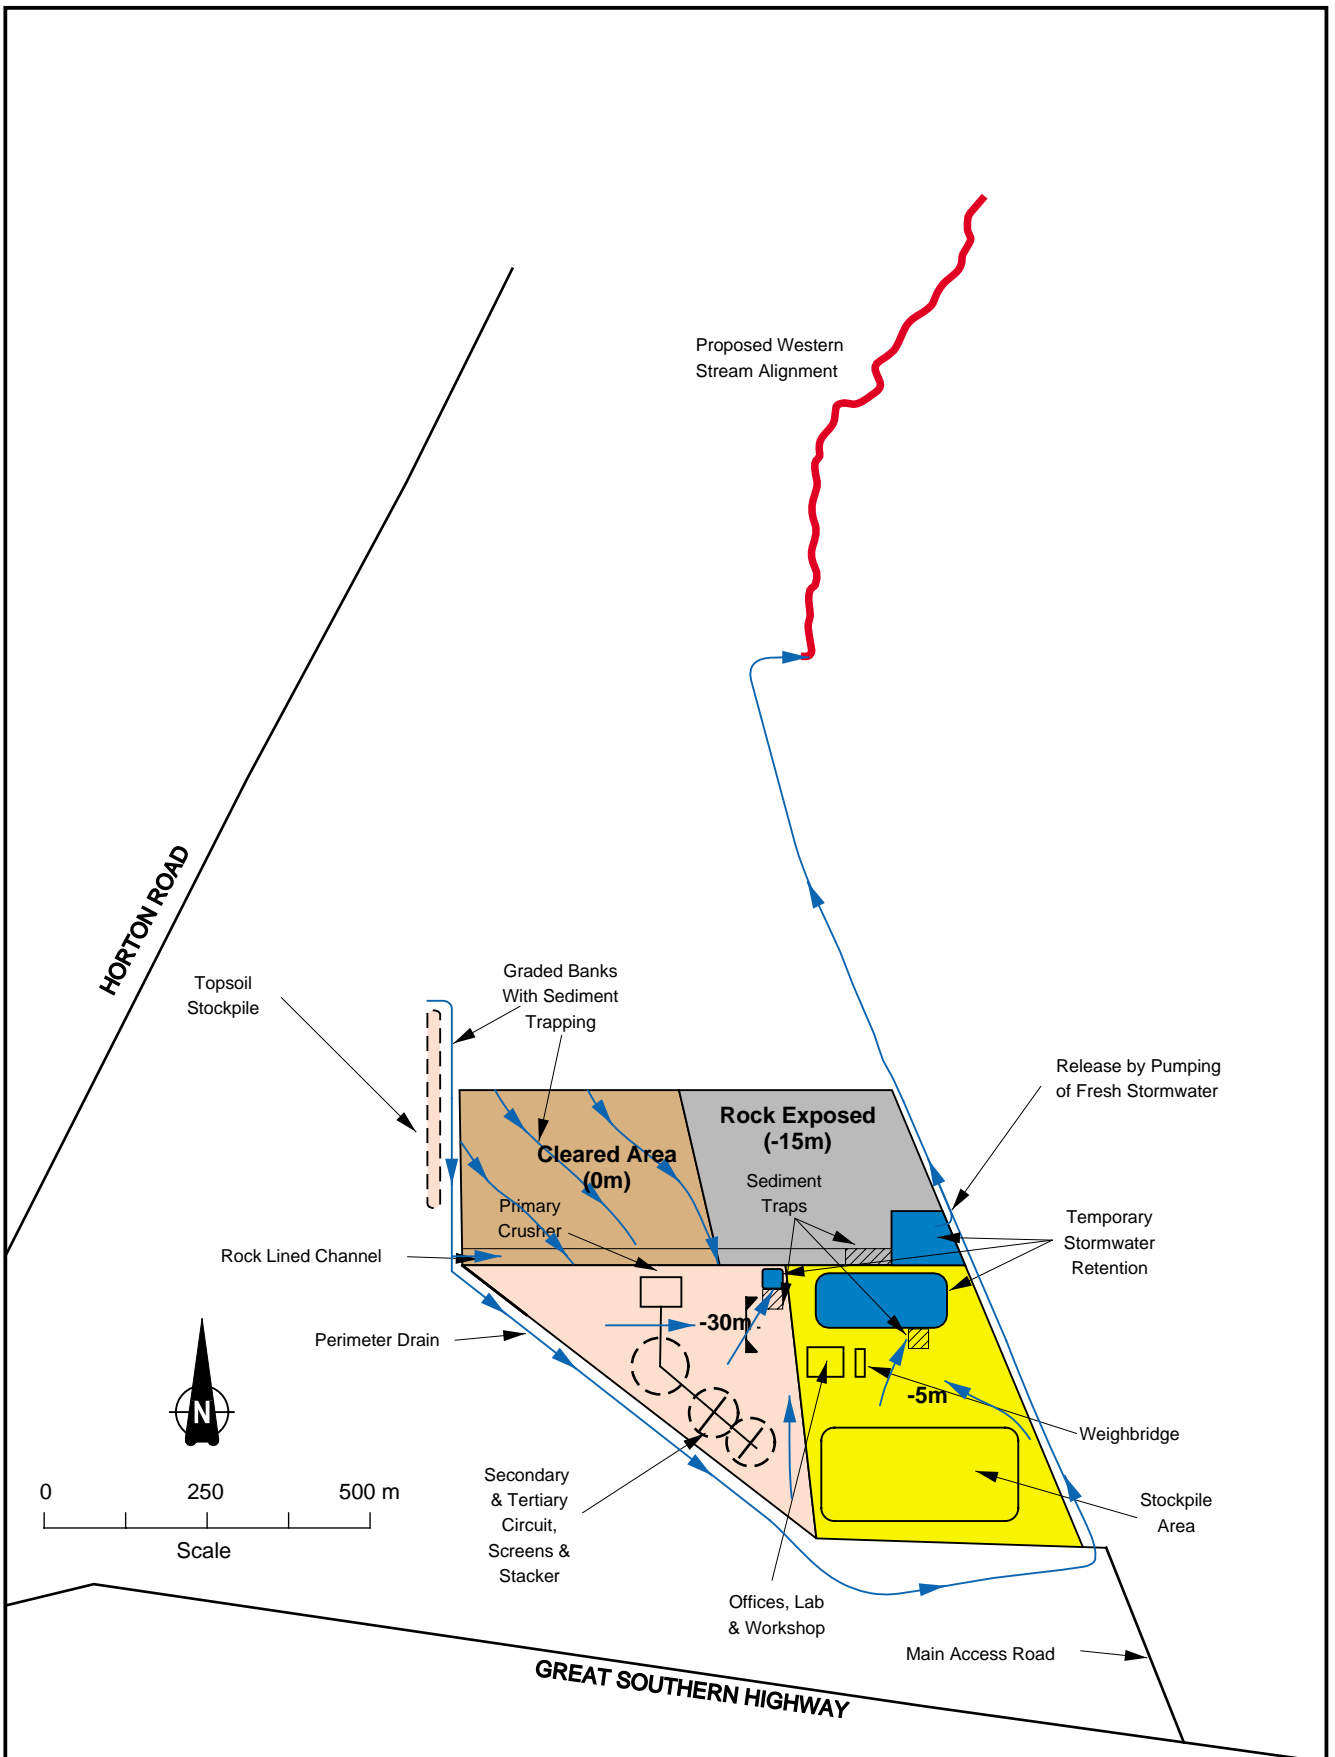 Proposed Western
Stream Alignment
HORTON ROAD
Topsoil
Stockpile
Graded Banks
With Sediment
Trapping
Release by Pumping
of Fresh Stormwater
Rock Exposed
(-15m)
Cleared Area
(0m)
Sediment
Traps
Primary
Crusher
Temporary
Stormwater
Retention
Rock Lined Channel
Perimeter Drain
-30m
-5m
N
Weighbridge
Secondary
& Tertiary
Circuit,
Screens &
Stacker
Stockpile
Area
0 250 500 m
Scale
Offices, Lab
& Workshop
Main Access Road
GREAT SOUTHERN HIGHWAY